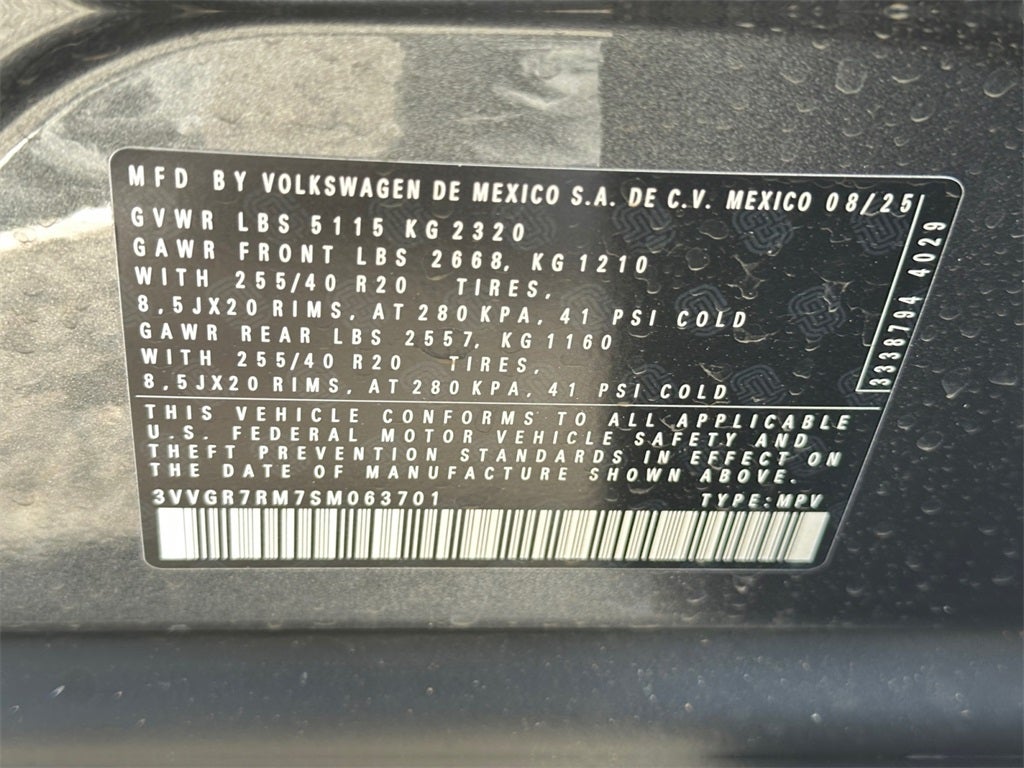 MFD BY VOLKSWAGEN DE MEXICO S.A. DE C.V. MEXICO 08/25
GVWR LBS 5115 KG 2320
GAWR FRONT LBS 2668, KG 1210
WITH 255/40 R20 TIRES,
8,5JX20 RIMS, AT 280 KPA, 41 PSI COLD
GAWR REAR LBS 2557, KG 1160
WITH 255/40 R20 TIRES,
8,5JX20 RIMS, AT 280 KPA, 41 PSI COLD
3338794 4029
THIS VEHICLE CONFORMS TO ALL APPLICABLE
U.S. FEDERAL MOTOR VEHICLE SAFETY AND
THEFT PREVENTION STANDARDS IN EFFECT ON
THE DATE OF MANUFACTURE SHOWN ABOVE.
3VVGR7RM7SM063701 TYPE: MPV